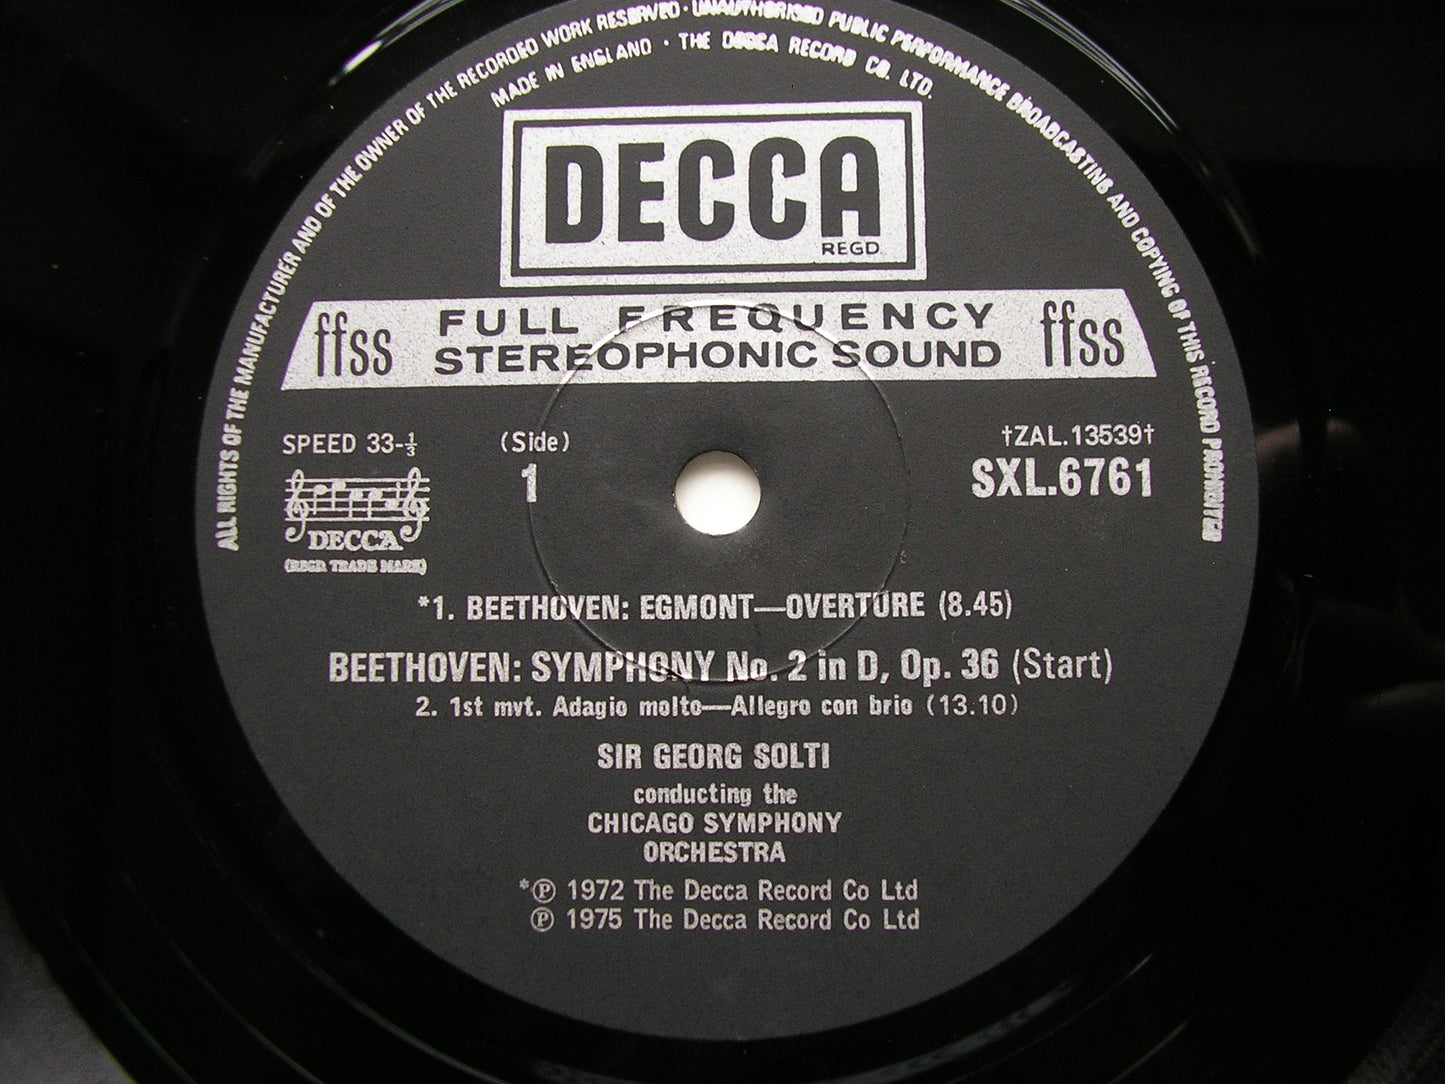 ALL RIGHTS OF THE MANUFACTURER AND OF THE OWNER OF THE RECORDED WORK RESERVED · UNAUTHORISED PUBLIC PERFORMANCE BROADCASTING AND COPYING OF THIS RECORD PROHIBITED
MADE IN ENGLAND · THE DECCA RECORD CO. LTD.
DECCA
REGD.
ffss FULL FREQUENCY ffss
STEREOPHONIC SOUND
SPEED 33-⅓ (Side) †ZAL.13539†
1 SXL.6761
DECCA
(REGD. TRADE MARK)
*1. BEETHOVEN: EGMONT—OVERTURE (8.45)
BEETHOVEN: SYMPHONY No. 2 in D, Op. 36 (Start)
2. 1st mvt. Adagio molto—Allegro con brio (13.10)
SIR GEORG SOLTI
conducting the
CHICAGO SYMPHONY
ORCHESTRA
*℗ 1972 The Decca Record Co Ltd
℗ 1975 The Decca Record Co Ltd